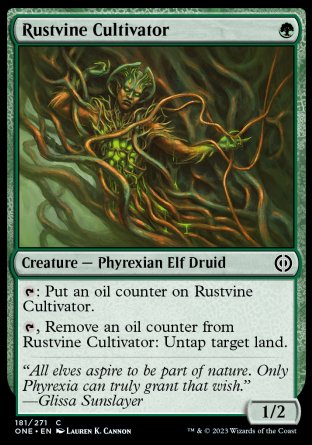 Rustvine Cultivator
Creature — Phyrexian Elf Druid
: Put an oil counter on Rustvine
Cultivator.
, Remove an oil counter from
Rustvine Cultivator: Untap target land.
“All elves aspire to be part of nature. Only
Phyrexia can truly grant that wish.”
—Glissa Sunslayer
1/2
181/271 C
ONE • EN LAUREN K. CANNON
™ & © 2023 Wizards of the Coast